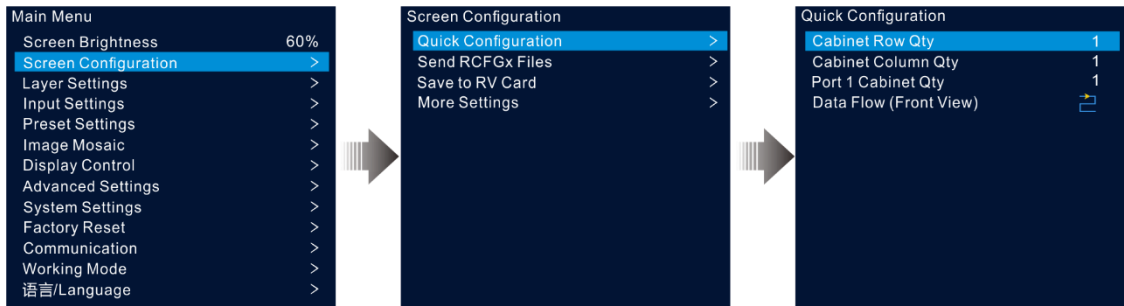 Main Menu
Screen Brightness 60%
Screen Configuration >
Layer Settings >
Input Settings >
Preset Settings >
Image Mosaic >
Display Control >
Advanced Settings >
System Settings >
Factory Reset >
Communication >
Working Mode >
语言/Language >
Screen Configuration
Quick Configuration >
Send RCFGx Files >
Save to RV Card >
More Settings >
Quick Configuration
Cabinet Row Qty 1
Cabinet Column Qty 1
Port 1 Cabinet Qty 1
Data Flow (Front View)